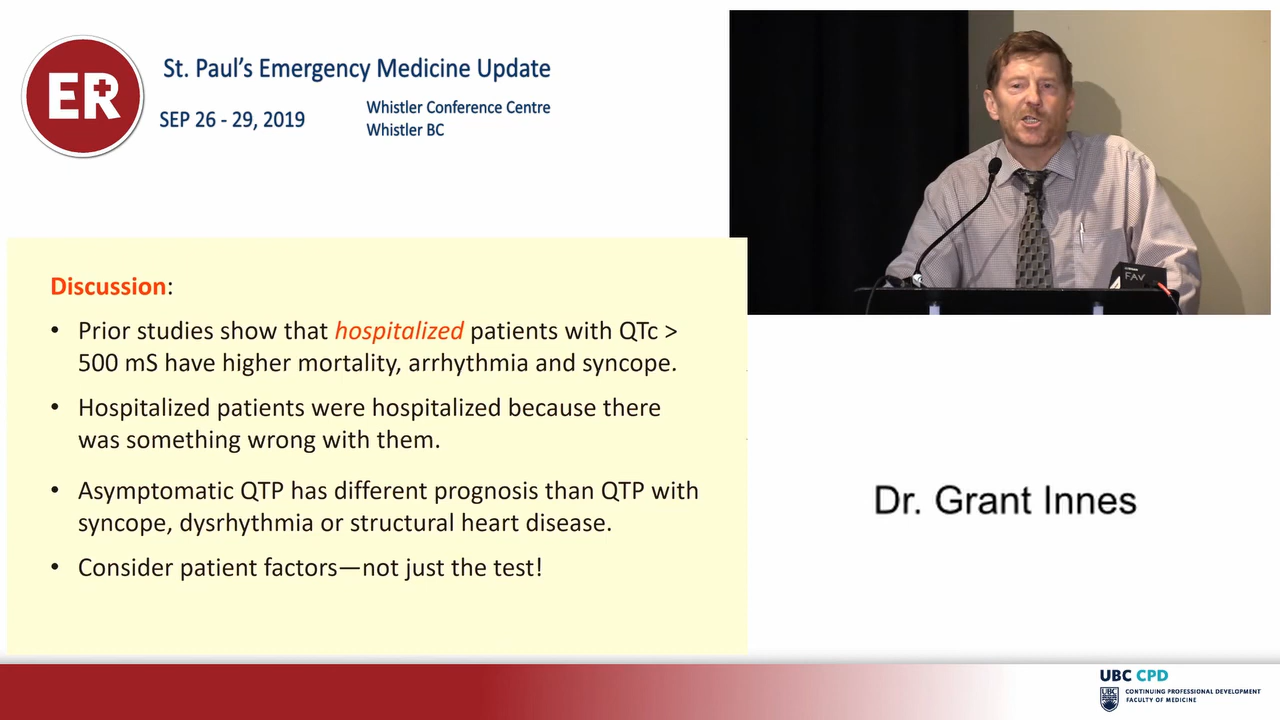 ER
St. Paul's Emergency Medicine Update
SEP 26 - 29, 2019
Whistler Conference Centre
Whistler BC
FAV
Discussion:
• Prior studies show that hospitalized patients with QTc >
500 mS have higher mortality, arrhythmia and syncope.
• Hospitalized patients were hospitalized because there
was something wrong with them.
• Asymptomatic QTP has different prognosis than QTP with
syncope, dysrhythmia or structural heart disease.
• Consider patient factors—not just the test!
Dr. Grant Innes
UBC CPD
CONTINUING PROFESSIONAL DEVELOPMENT
FACULTY OF MEDICINE